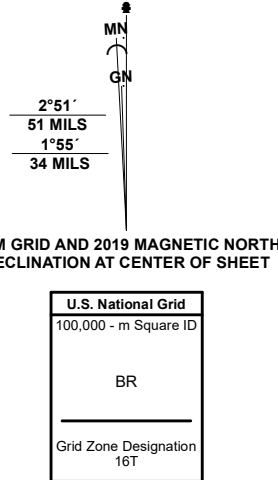 MN
GN
2°51´
51 MILS
1°55´
34 MILS
M GRID AND 2019 MAGNETIC NORTH
ECLINATION AT CENTER OF SHEET
U.S. National Grid
100,000 - m Square ID
BR
Grid Zone Designation
16T